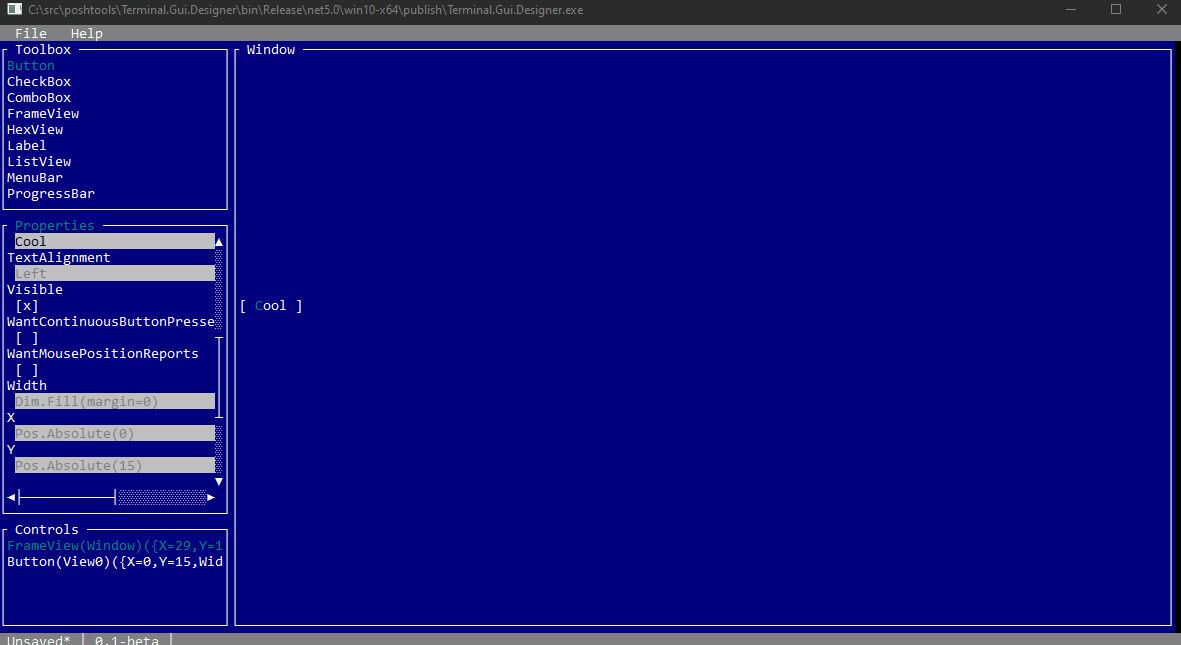 C:\src\poshtools\Terminal.Gui.Designer\bin\Release\net5.0\win10-x64\publish\Terminal.Gui.Designer.exe
File Help
Toolbox
Button
CheckBox
ComboBox
FrameView
HexView
Label
ListView
MenuBar
ProgressBar
Properties
Cool
TextAlignment
Left
Visible
[x]
WantContinuousButtonPresse
[ ]
WantMousePositionReports
[ ]
Width
Dim.Fill(margin=0)
X
Pos.Absolute(0)
Y
Pos.Absolute(15)
Controls
FrameView(Window)({X=29,Y=1
Button(View0)({X=0,Y=15,Wid
Window
[ Cool ]
Unsaved* | 0.1-beta |